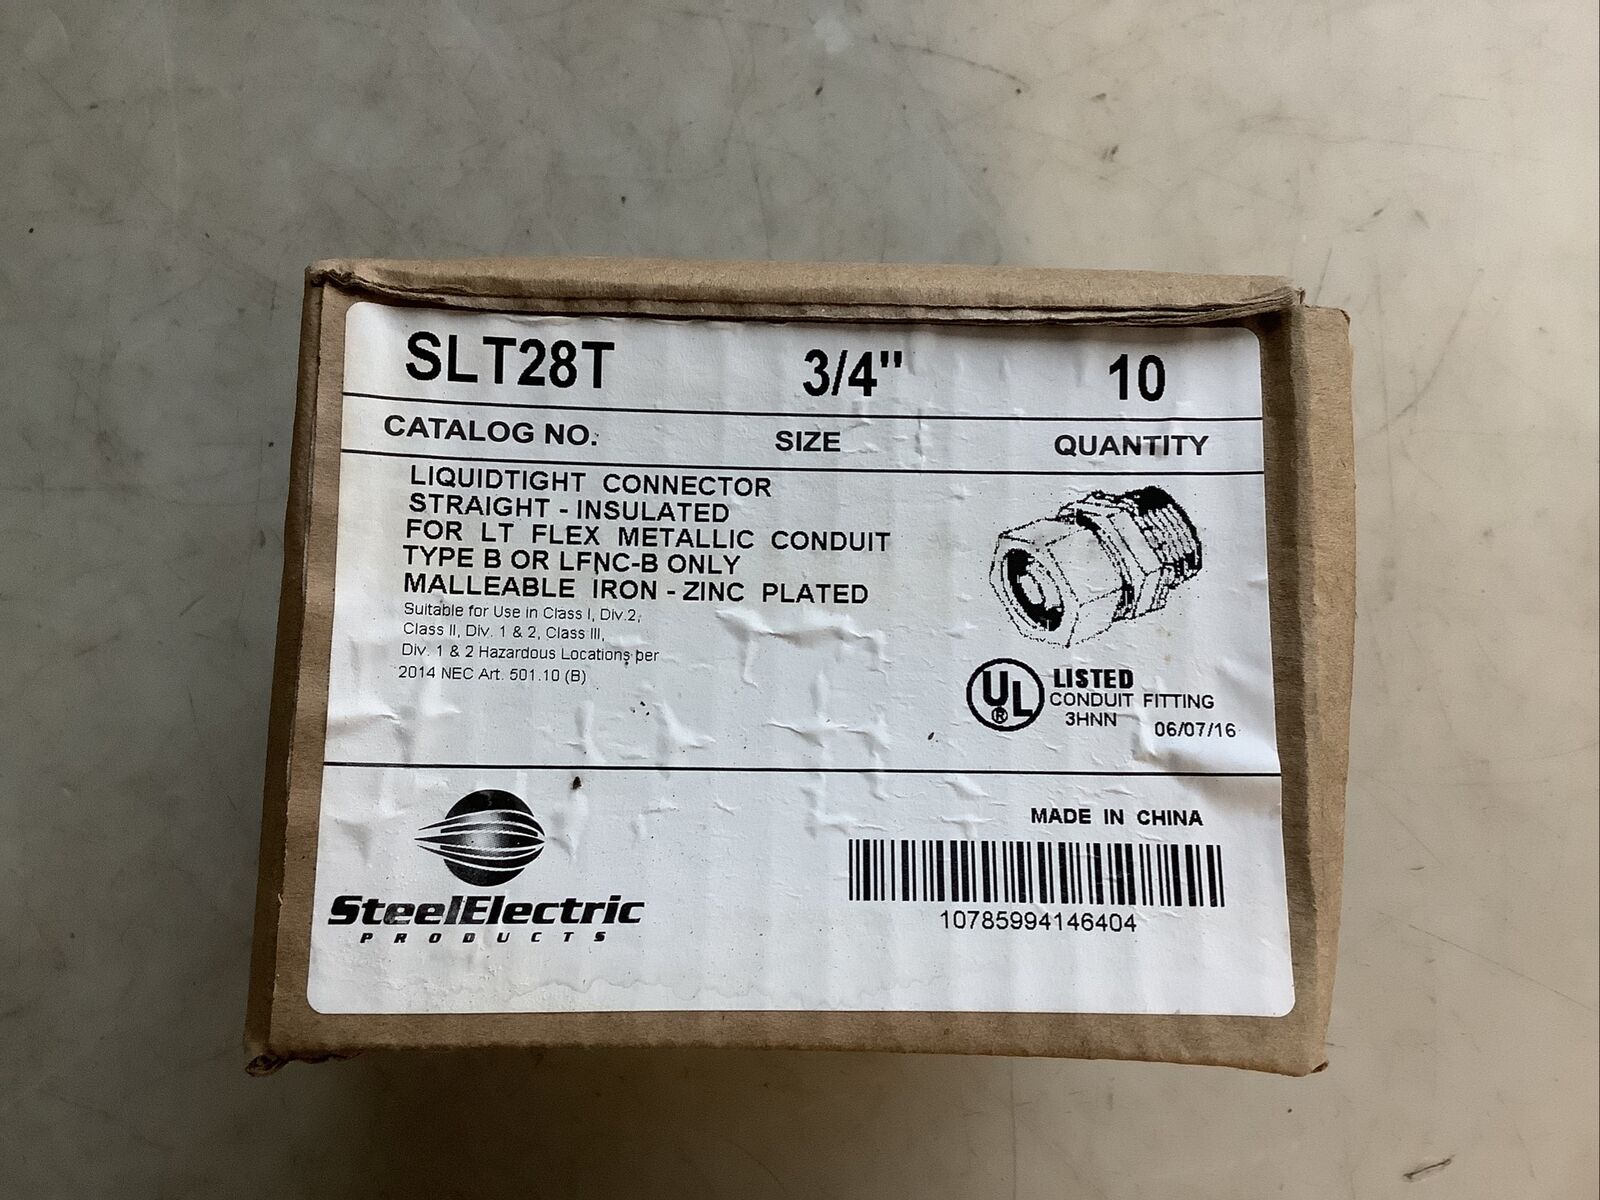 SLT28T 3/4" 10
CATALOG NO. SIZE QUANTITY
LIQUIDTIGHT CONNECTOR
STRAIGHT - INSULATED
FOR LT FLEX METALLIC CONDUIT
TYPE B OR LFNC-B ONLY
MALLEABLE IRON - ZINC PLATED
Suitable for Use in Class I, Div.2,
Class II, Div. 1 & 2, Class III,
Div. 1 & 2 Hazardous Locations per
2014 NEC Art. 501.10 (B)
UL® LISTED
CONDUIT FITTING
3HNN 06/07/16
MADE IN CHINA
10785994146404
SteelElectric
PRODUCTS